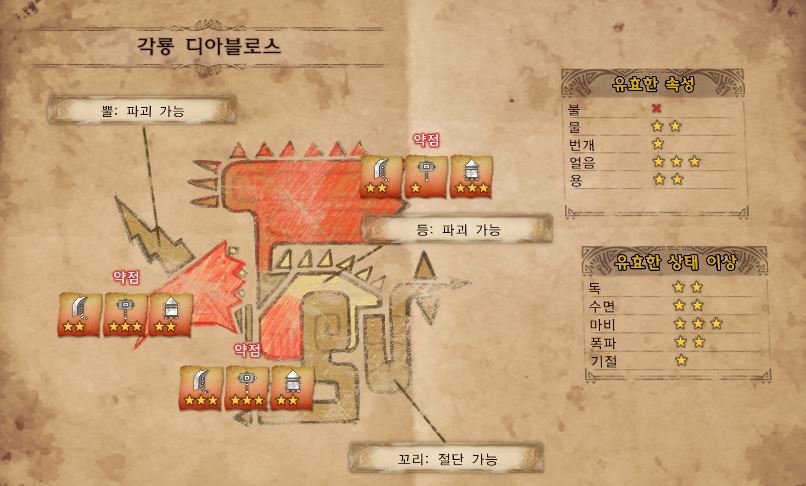 각룡 디아블로스
뿔: 파괴 가능
약점
등: 파괴 가능
약점
약점
꼬리: 절단 가능
유효한 속성
불
물
번개
얼음
용
유효한 상태 이상
독
수면
마비
폭파
기절